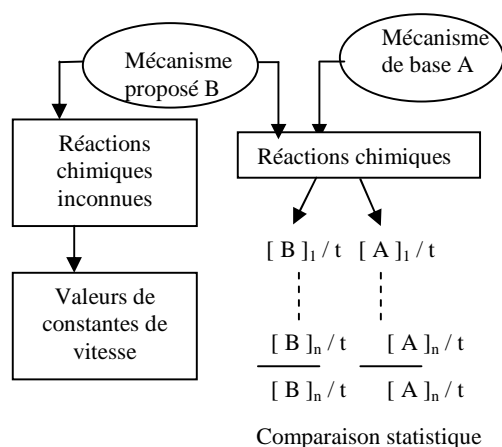 Mécanisme
proposé B
Mécanisme
de base A
Réactions
chimiques
inconnues
Réactions chimiques
Valeurs de
constantes de
vitesse
[ B ]1 / t [ A ]1 / t
[ B ]n / t [ A ]n / t
[ B ]n / t [ A ]n / t
Comparaison statistique